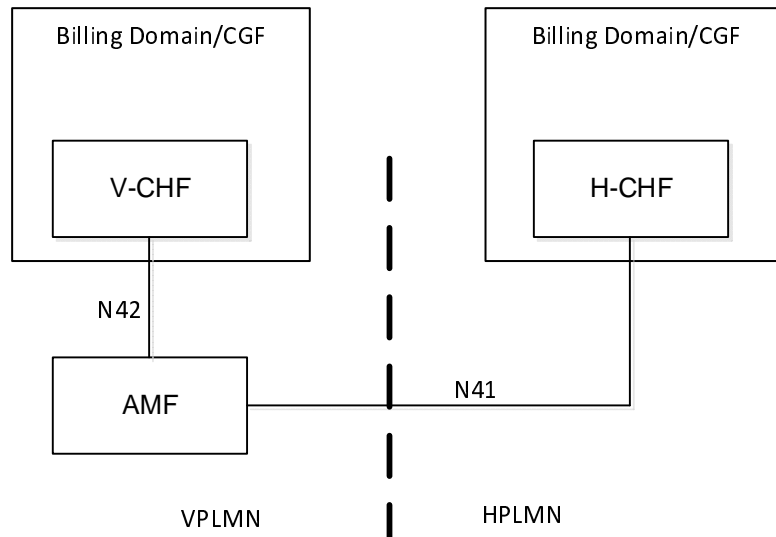 Billing Domain/CGF
Billing Domain/CGF
V-CHF
H-CHF
N42
AMF
N41
VPLMN
HPLMN